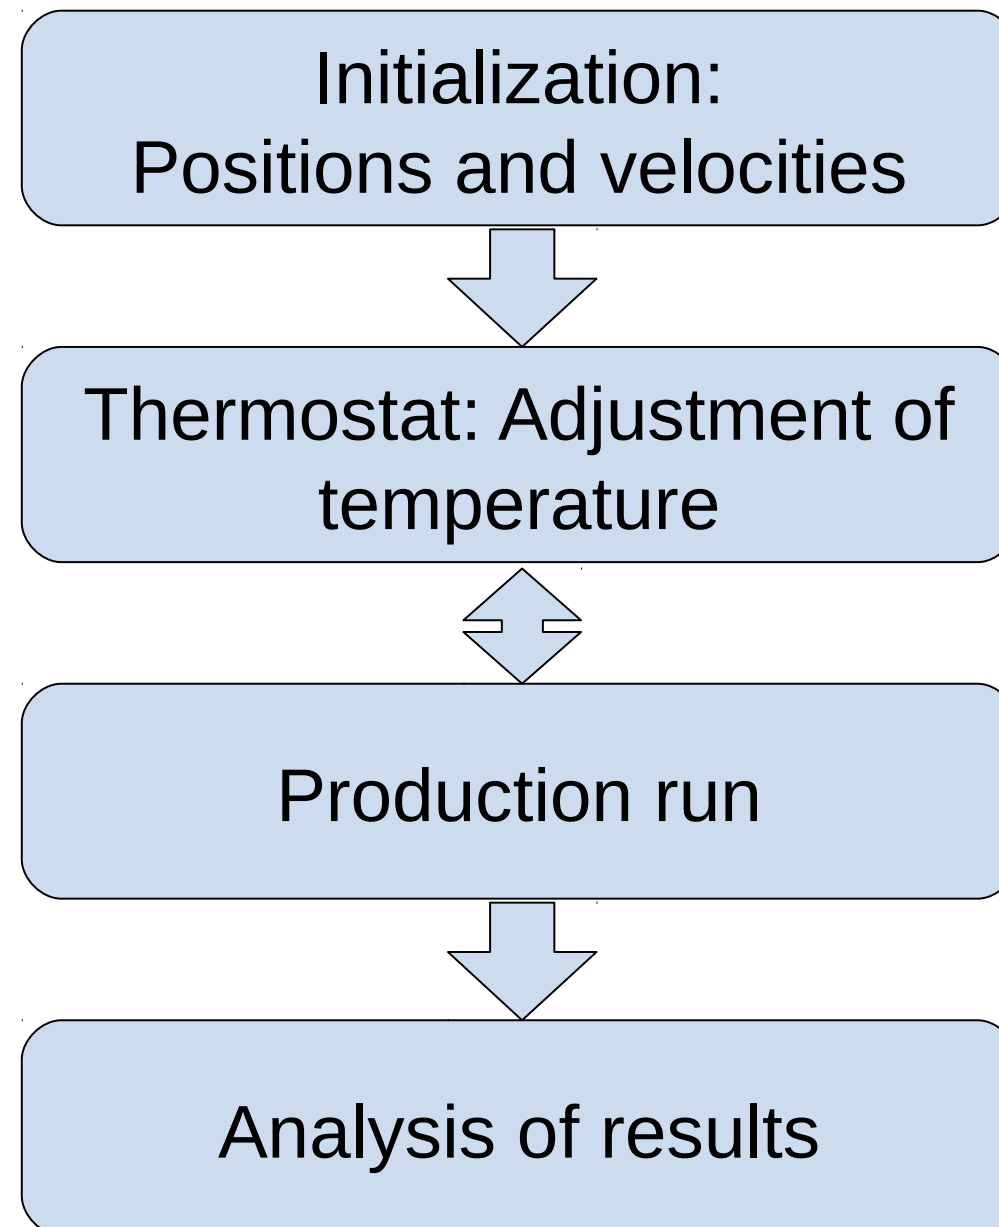 Initialization:
Positions and velocities
Thermostat: Adjustment of
temperature
Production run
Analysis of results